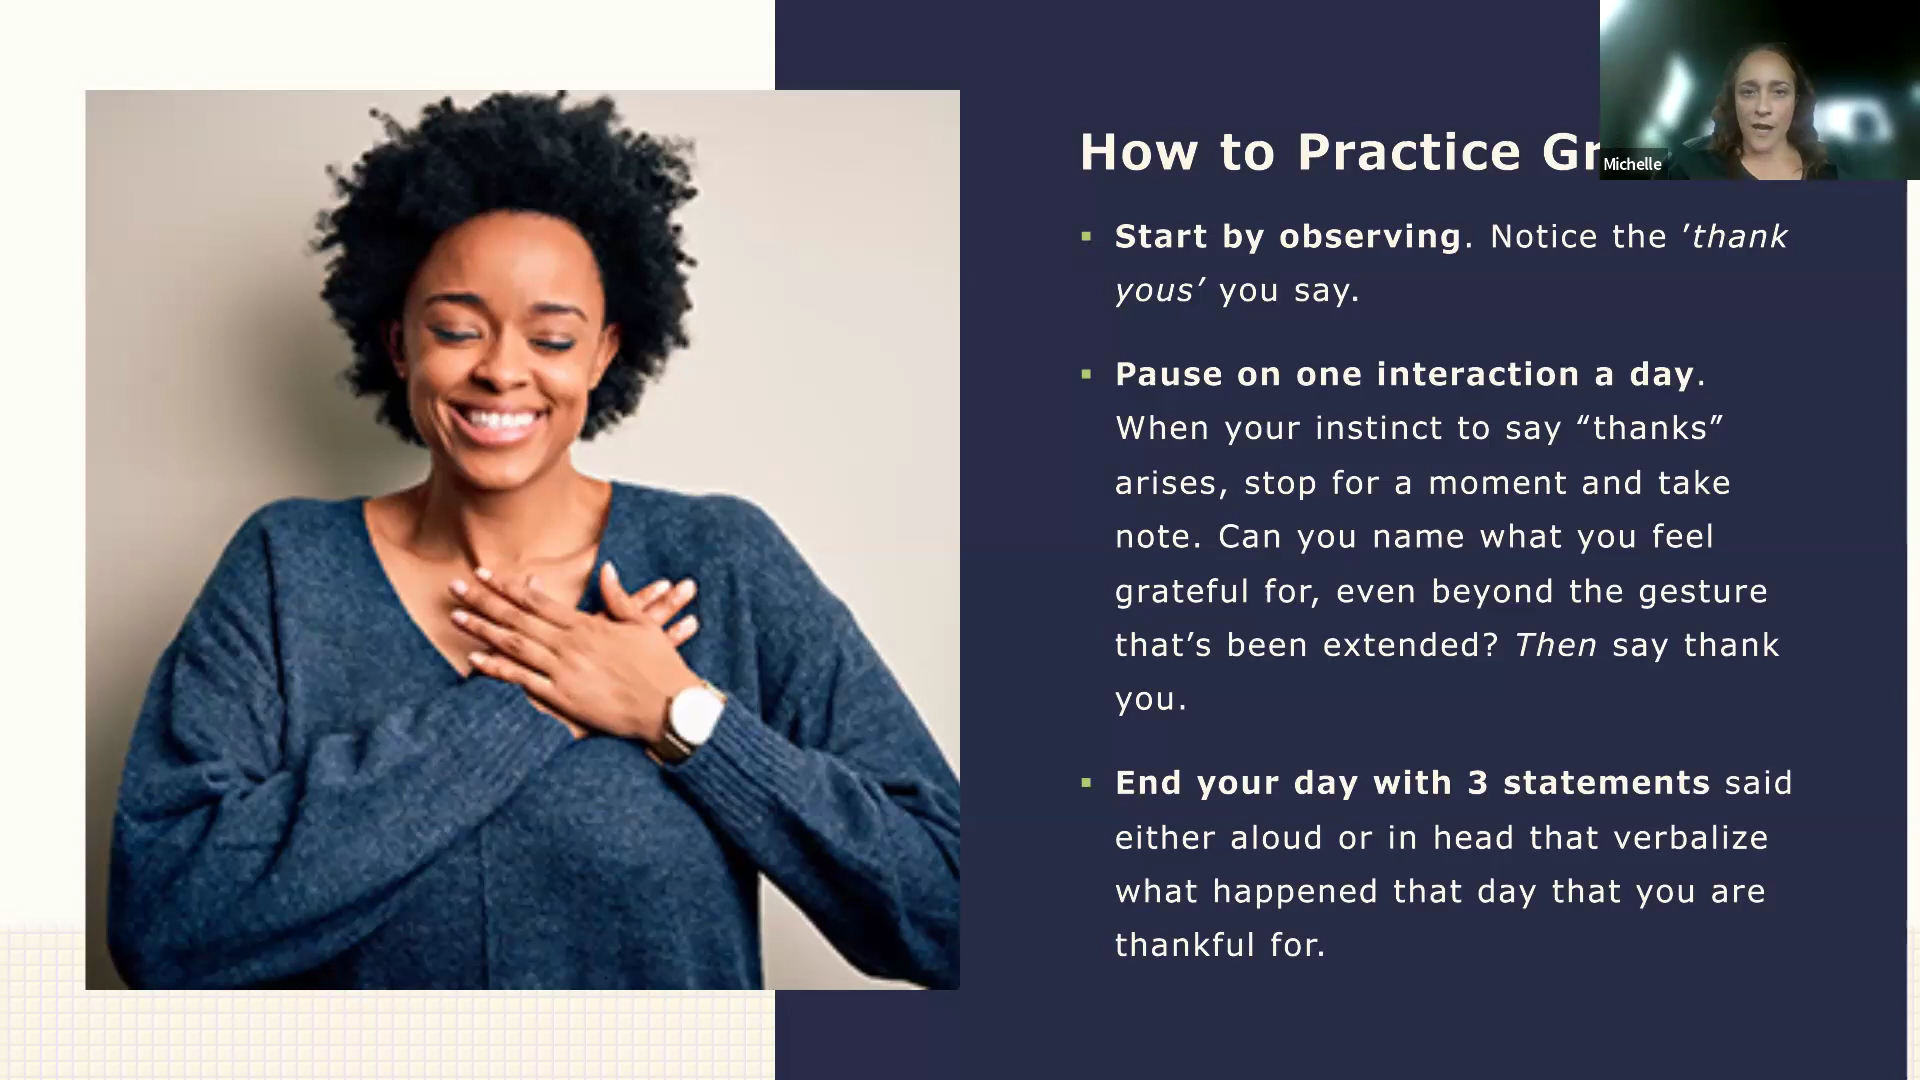 How to Practice Gr
Michelle
▪ Start by observing. Notice the ’thank
yous’ you say.
▪ Pause on one interaction a day.
When your instinct to say “thanks”
arises, stop for a moment and take
note. Can you name what you feel
grateful for, even beyond the gesture
that’s been extended? Then say thank
you.
▪ End your day with 3 statements said
either aloud or in head that verbalize
what happened that day that you are
thankful for.